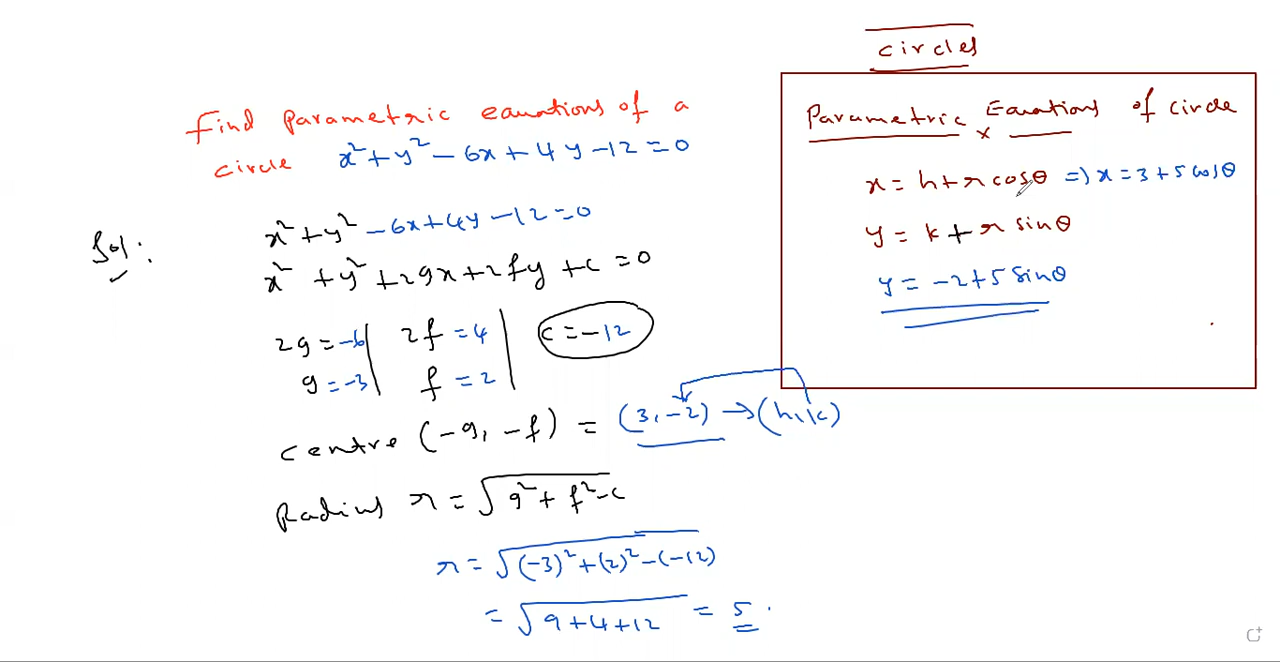 circles
Find parametric equations of a
circle x² + y² - 6x + 4y - 12 = 0
Sol:
x² + y² - 6x + 4y - 12 = 0
x² + y² + 2gx + 2fy + c = 0
2g = -6 | 2f = 4 | c = -12
g = -3 | f = 2
centre (-g, -f) = (3, -2) → (h, k)
Radius r = √g² + f² - c
r = √(-3)² + (2)² - (-12)
= √9 + 4 + 12 = 5.
Parametric Equations of circle
x
x = h + r cosθ ⇒ x = 3 + 5 cosθ
y = k + r sinθ
y = -2 + 5 sinθ